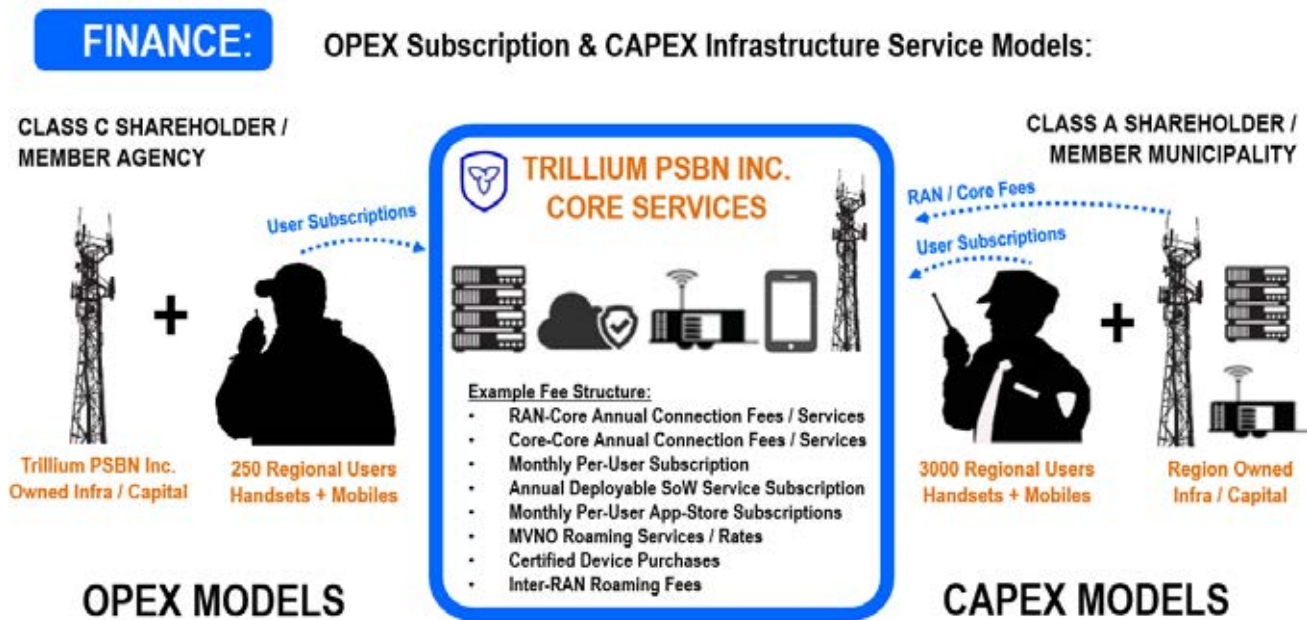 FINANCE:
OPEX Subscription & CAPEX Infrastructure Service Models:
CLASS C SHAREHOLDER /
MEMBER AGENCY
User Subscriptions
Trillium PSBN Inc.
Owned Infra / Capital
250 Regional Users
Handsets + Mobiles
OPEX MODELS
TRILLIUM PSBN INC.
CORE SERVICES
Example Fee Structure:
• RAN-Core Annual Connection Fees / Services
• Core-Core Annual Connection Fees / Services
• Monthly Per-User Subscription
• Annual Deployable SoW Service Subscription
• Monthly Per-User App-Store Subscriptions
• MVNO Roaming Services / Rates
• Certified Device Purchases
• Inter-RAN Roaming Fees
CLASS A SHAREHOLDER /
MEMBER MUNICIPALITY
RAN / Core Fees
User Subscriptions
3000 Regional Users
Handsets + Mobiles
Region Owned
Infra / Capital
CAPEX MODELS